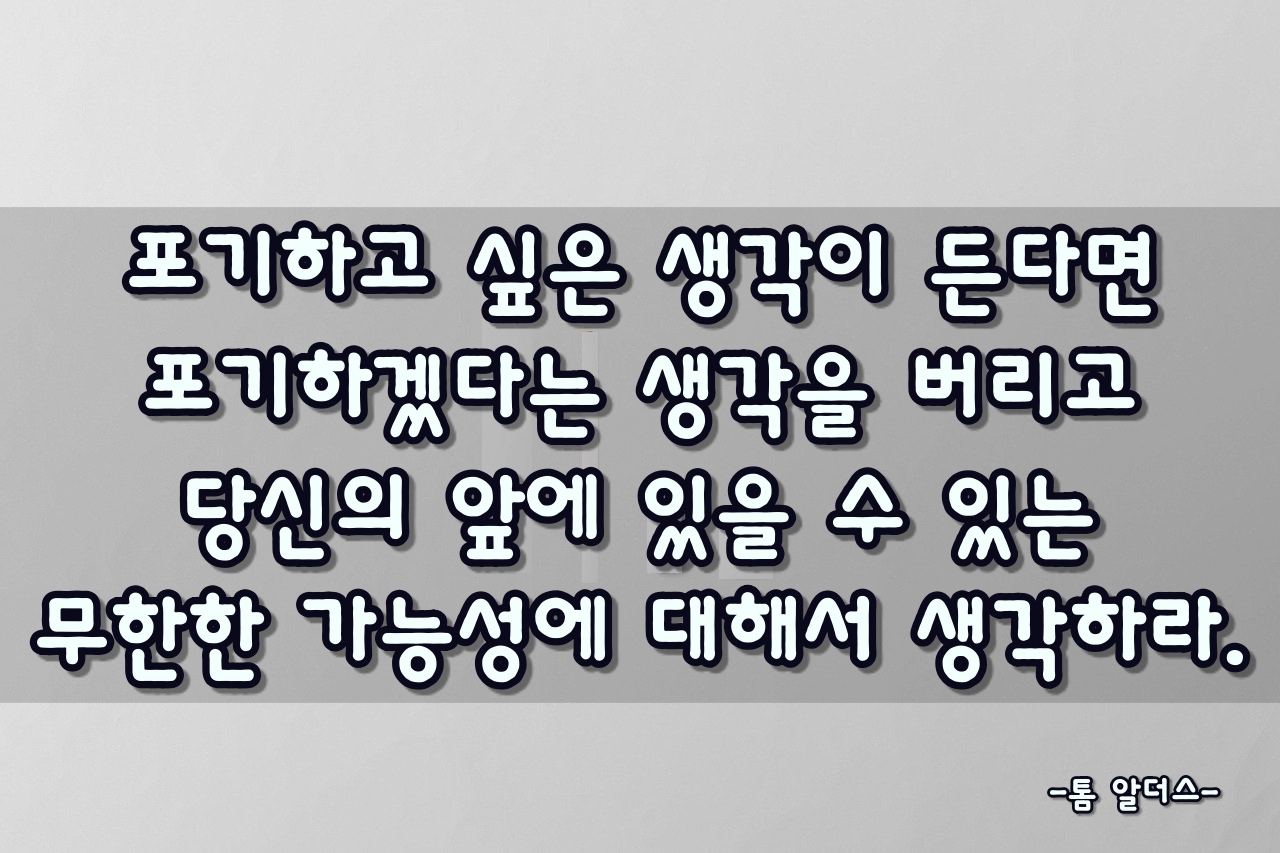 포기하고 싶은 생각이 든다면
포기하겠다는 생각을 버리고
당신의 앞에 있을 수 있는
무한한 가능성에 대해서 생각하라.
-톰 알더스-